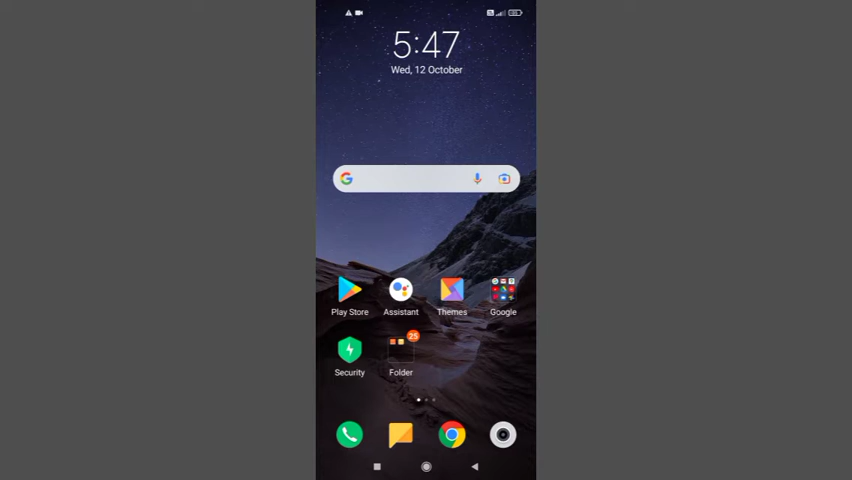 5:47
Wed, 12 October
Play Store
Assistant
Themes
Google
25
Security
Folder